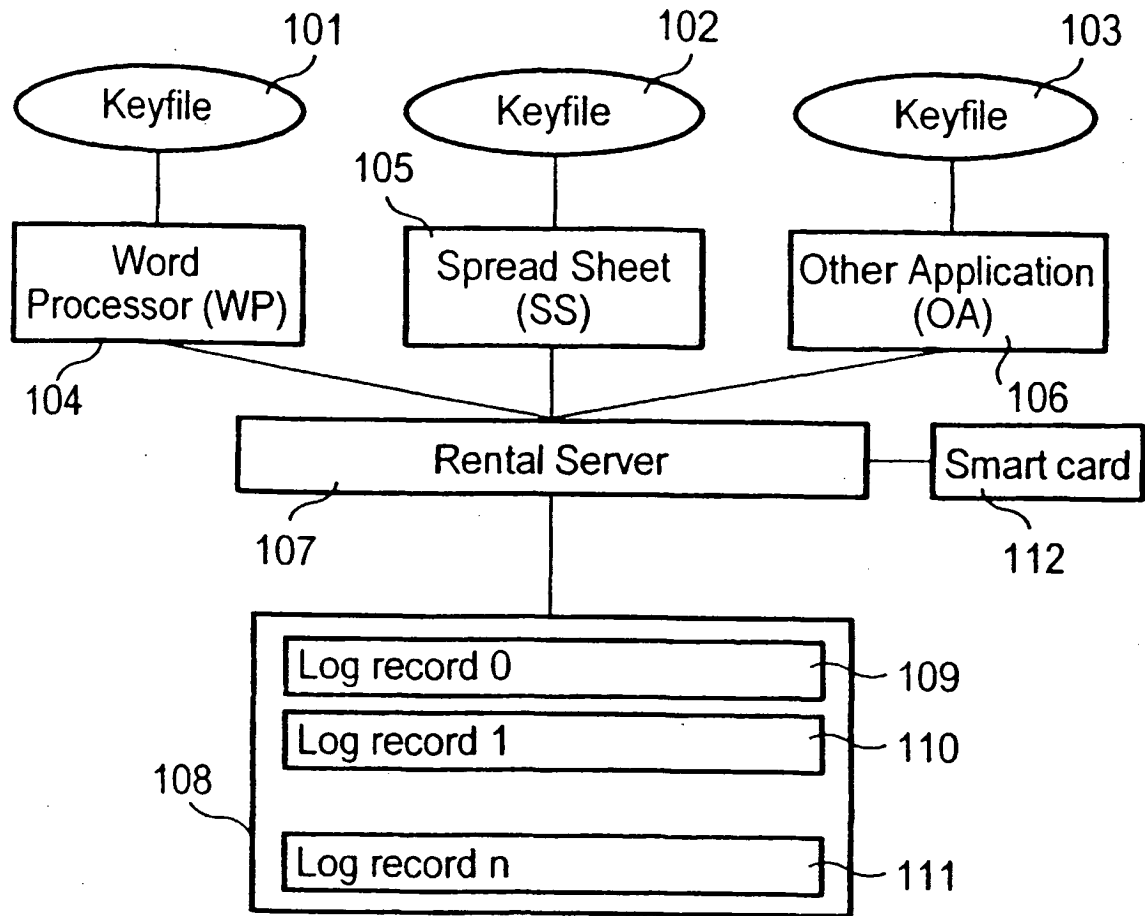 101
102
103
Keyfile
Keyfile
Keyfile
105
Word
Processor (WP)
Spread Sheet
(SS)
Other Application
(OA)
104
106
Rental Server
Smart card
107
112
Log record 0
109
Log record 1
110
108
Log record n
111